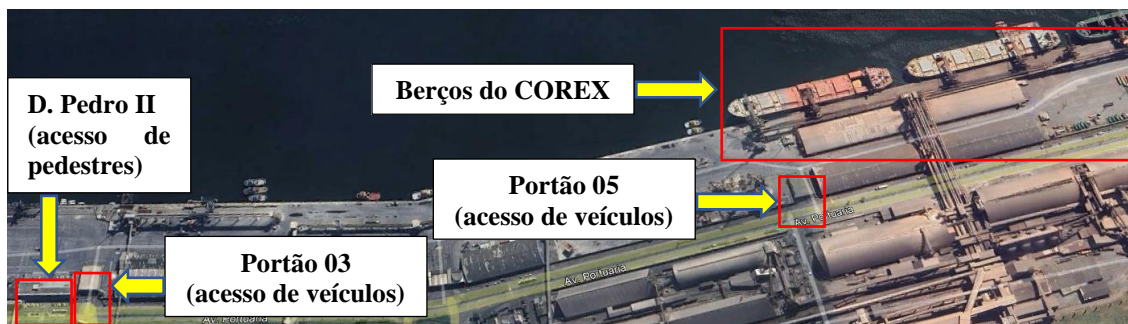 Berços do COREX
D. Pedro II
(acesso de
pedestres)
Portão 05
(acesso de veículos)
Av. Portuária
Portão 03
(acesso de veículos)
Av. Portuária
Av. Portuária